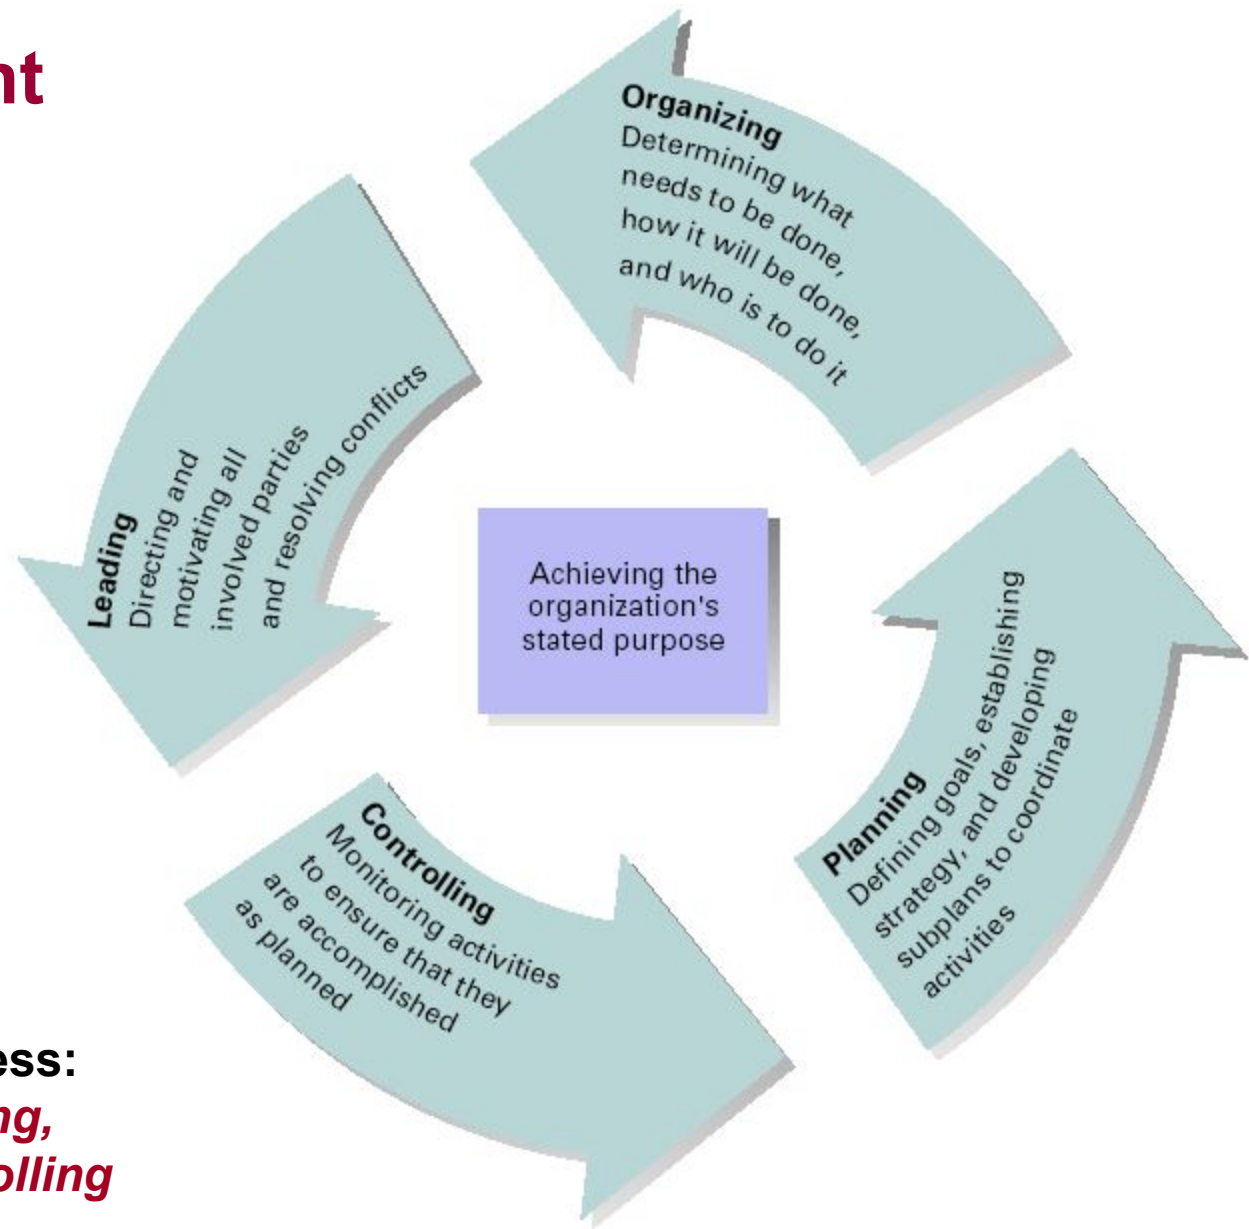 nt
Organizing
Determining what
needs to be done,
how it will be done,
and who is to do it
Leading
Directing and
motivating all
involved parties
and resolving conflicts
Achieving the
organization's
stated purpose
Planning
Defining goals, establishing
strategy, and developing
subplans to coordinate
activities
Controlling
Monitoring activities
to ensure that they
are accomplished
as planned
ess:
ng,
olling